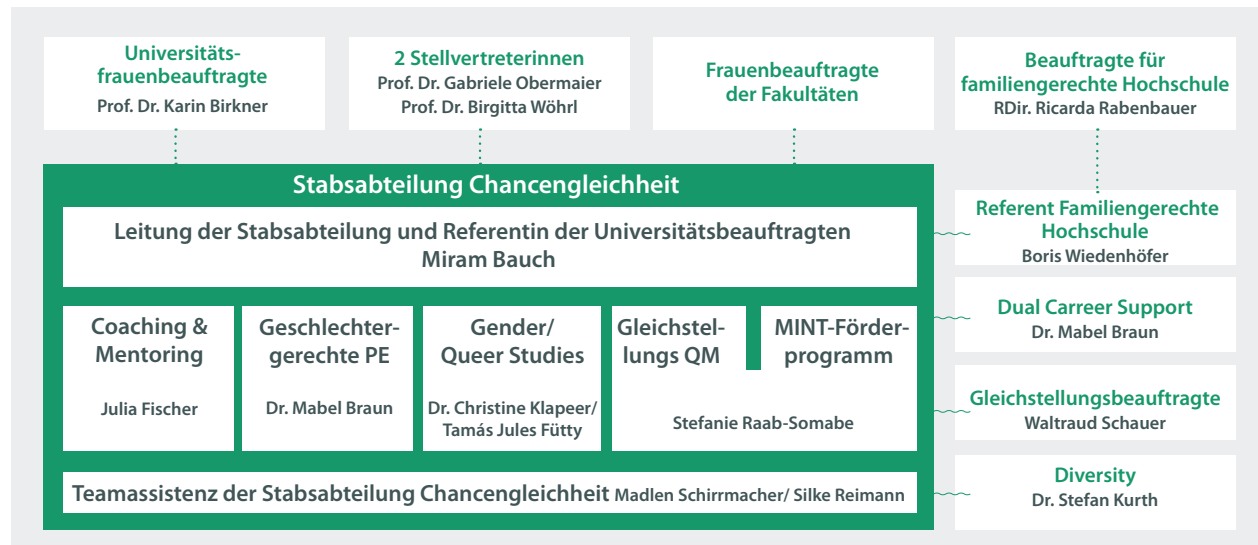 Universitäts-
frauenbeauftragte
Prof. Dr. Karin Birkner
2 Stellvertreterinnen
Prof. Dr. Gabriele Obermaier
Prof. Dr. Birgitta Wöhrl
Frauenbeauftragte
der Fakultäten
Beauftragte für
familiengerechte Hochschule
RDir. Ricarda Rabenbauer
Stabsabteilung Chancengleichheit
Leitung der Stabsabteilung und Referentin der Universitätsbeauftragten
Miram Bauch
Coaching &
Mentoring
Julia Fischer
Geschlechter-
gerechte PE
Dr. Mabel Braun
Gender/
Queer Studies
Dr. Christine Klapeer/
Tamás Jules Fütty
Gleichstel-
lungs QM
MINT-Förder-
programm
Stefanie Raab-Somabe
Teamassistenz der Stabsabteilung Chancengleichheit Madlen Schirrmacher/ Silke Reimann
Referent Familiengerechte
Hochschule
Boris Wiedenhöfer
Dual Carreer Support
Dr. Mabel Braun
Gleichstellungsbeauftragte
Waltraud Schauer
Diversity
Dr. Stefan Kurth